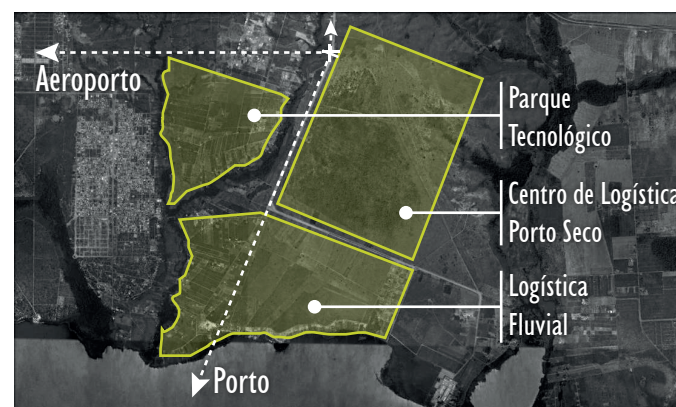 Aeroporto
Parque
Tecnológico
Centro de Logística
Porto Seco
Logística
Fluvial
Porto